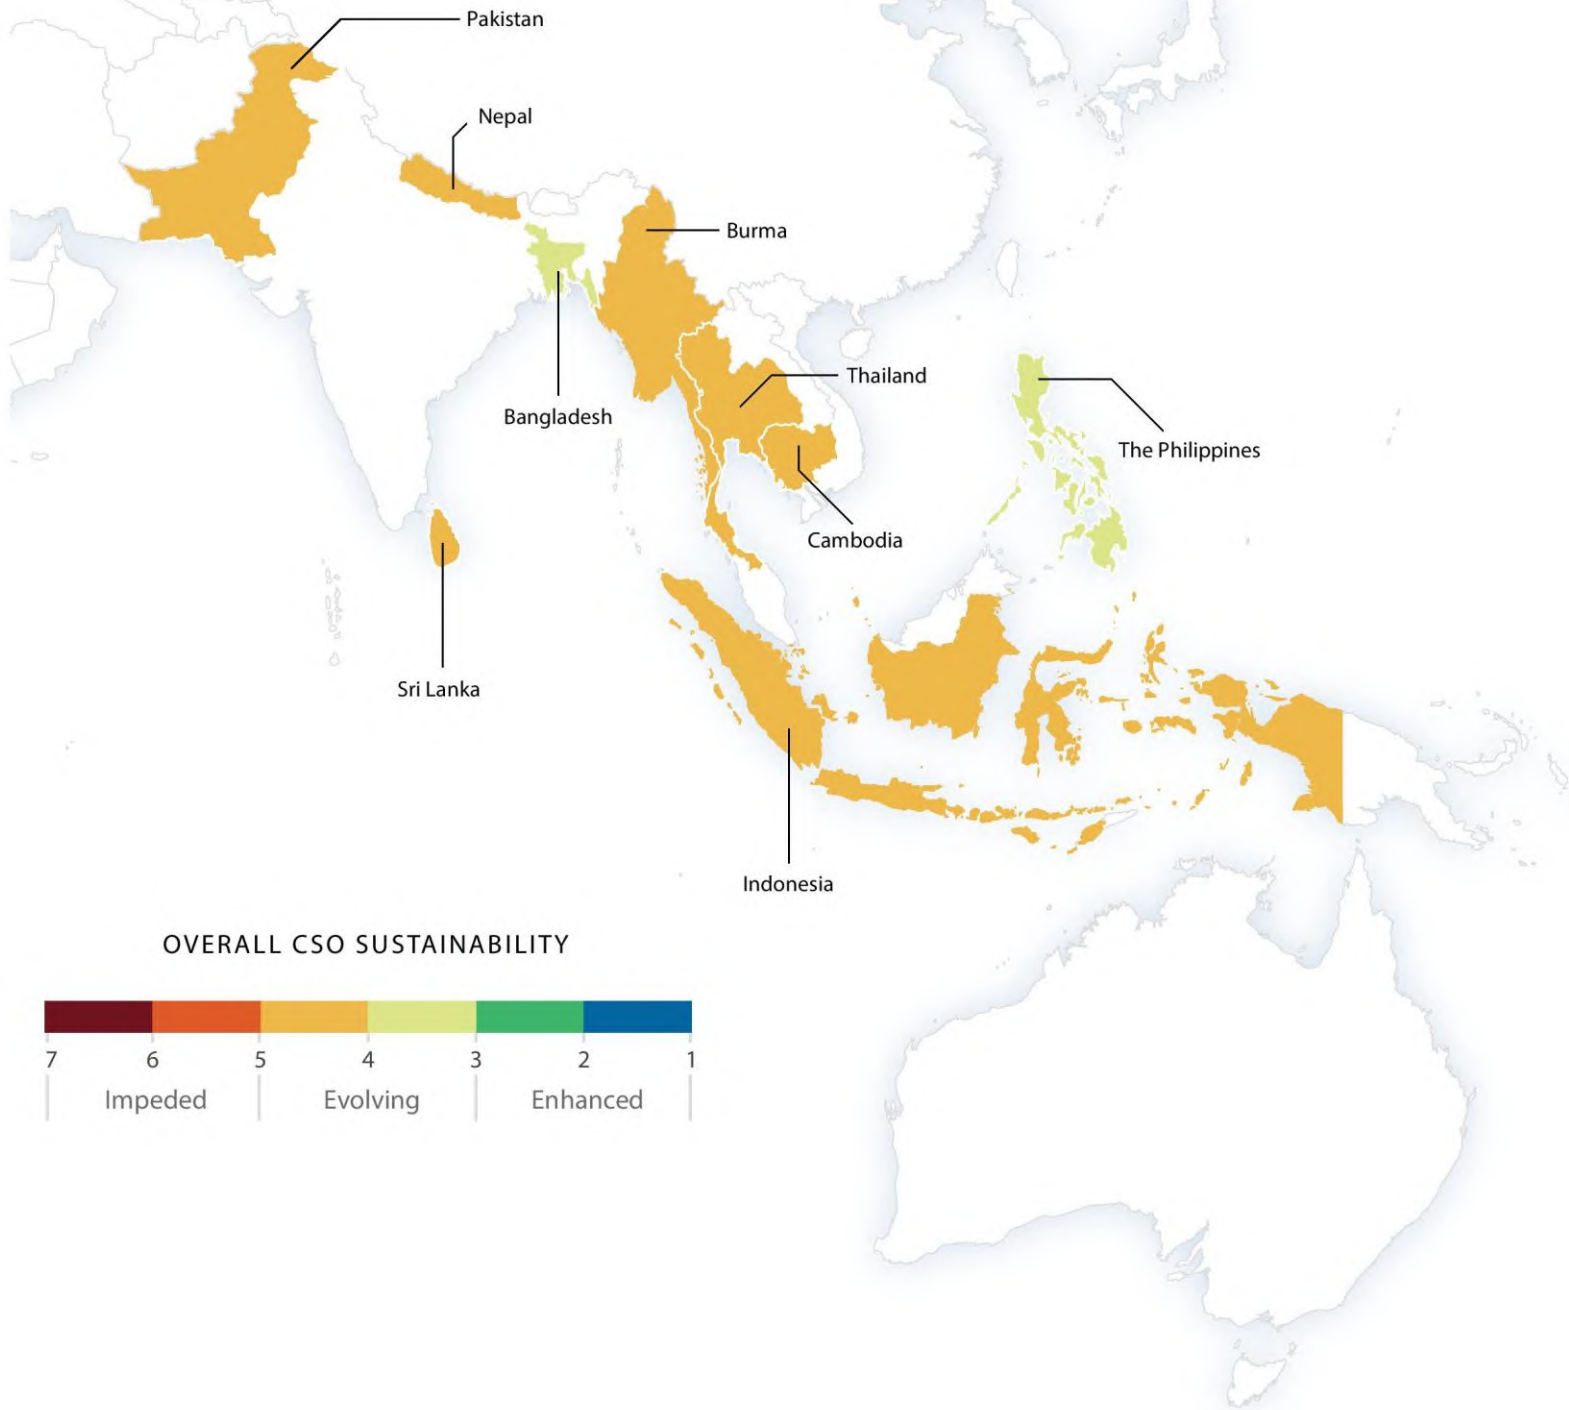 Pakistan
Nepal
Burma
Thailand
Bangladesh
The Philippines
Cambodia
Sri Lanka
Indonesia
OVERALL CSO SUSTAINABILITY
7 6 5 4 3 2 1
Impeded Evolving Enhanced